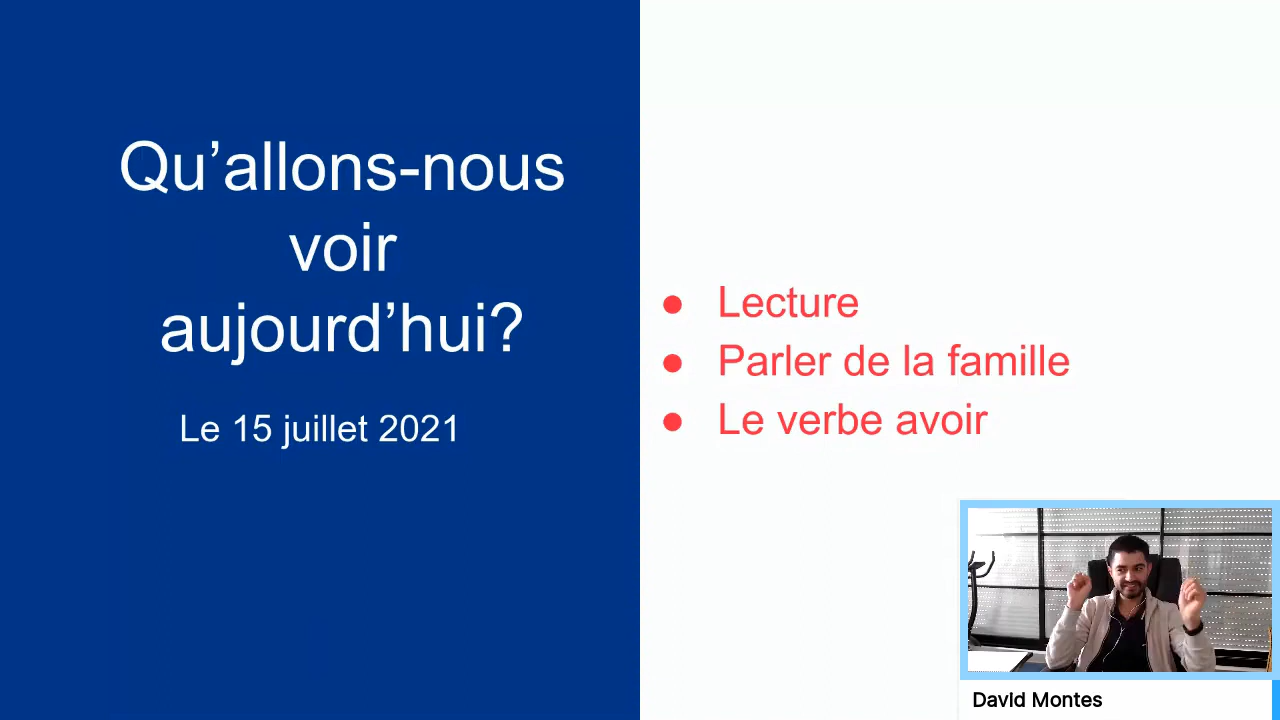 Qu’allons-nous
voir
aujourd’hui?
Le 15 juillet 2021
● Lecture
● Parler de la famille
● Le verbe avoir
David Montes